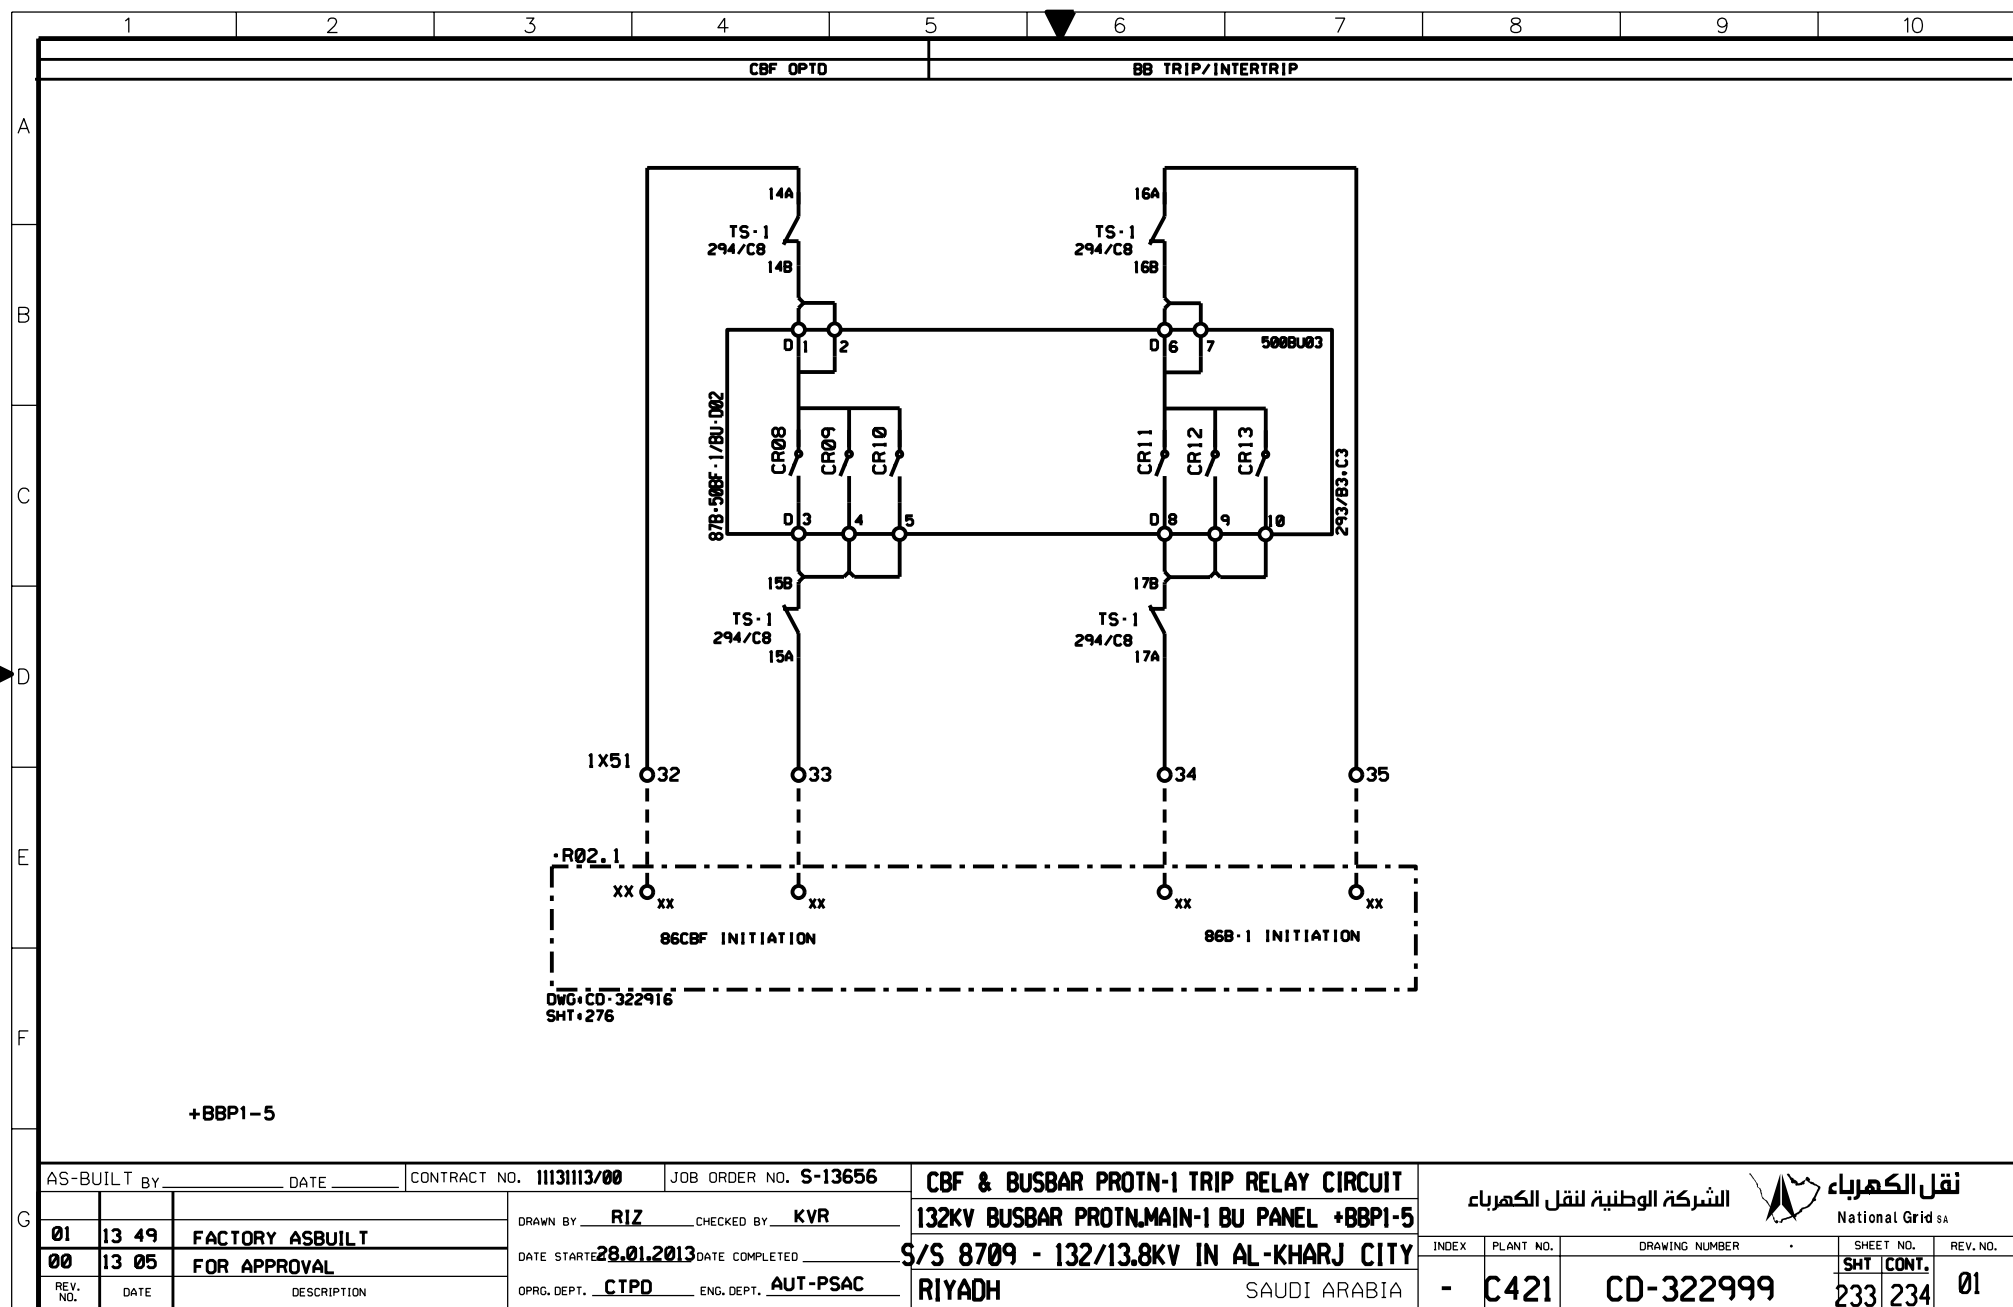 1 2 3 4 5 6 7 8 9 10
CBF OPTD BB TRIP/INTERTRIP
A
B
C
D
E
F
G
14A 16A
TS-1 TS-1
294/C8 294/C8
14B 16B
D 1 2 D 6 7 500BU03
87B-50BF-1/BU-D02
CR08 CR09 CR10 CR11 CR12 CR13
293/B3,C3
D 3 4 5 D 8 9 10
15B 17B
TS-1 TS-1
294/C8 294/C8
15A 17A
1X51 32 33 34 35
-R02.1
XX XX XX XX XX
86CBF INITIATION 86B-1 INITIATION
DWG:CD-322916
SHT:276
+BBP1-5
AS-BUILT BY DATE CONTRACT NO. 11131113/00 JOB ORDER NO. S-13656
01 13 49 FACTORY ASBUILT
00 13 05 FOR APPROVAL
REV. NO. DATE DESCRIPTION
DRAWN BY RIZ CHECKED BY KVR
DATE STARTE 28.01.2013 DATE COMPLETED
OPRG. DEPT. CTPD ENG. DEPT. AUT-PSAC
CBF & BUSBAR PROTN-1 TRIP RELAY CIRCUIT
132KV BUSBAR PROTN.MAIN-1 BU PANEL +BBP1-5
S/S 8709 - 132/13.8KV IN AL-KHARJ CITY
RIYADH SAUDI ARABIA
الشركة الوطنية لنقل الكهرباء
نقل الكهرباء
National Grid SA
INDEX PLANT NO. DRAWING NUMBER SHEET NO. REV. NO.
SHT CONT.
- C421 CD-322999 233 234 01